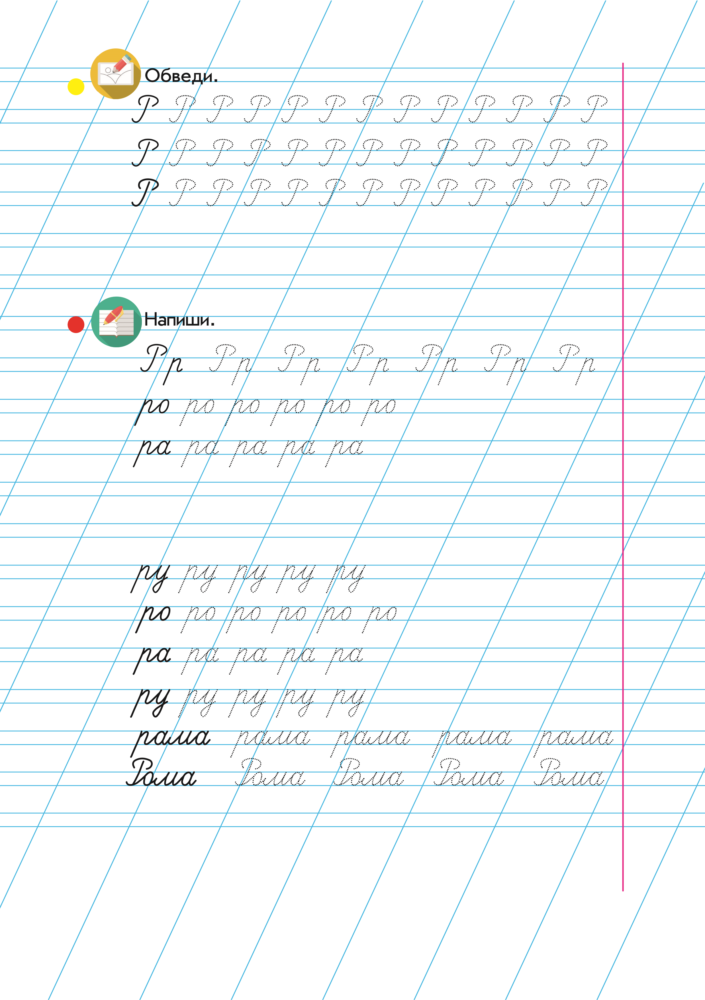 Обведи.
Р Р Р Р Р Р Р Р Р Р Р Р Р
Р Р Р Р Р Р Р Р Р Р Р Р Р
Р Р Р Р Р Р Р Р Р Р Р Р Р
Напиши.
Рр Рр Рр Рр Рр Рр Рр
ро ро ро ро ро ро
ра ра ра ра ра
ру ру ру ру ру
ро ро ро ро ро ро
ра ра ра ра ра
ру ру ру ру ру
рама рама рама рама рама
Рома Рома Рома Рома Рома